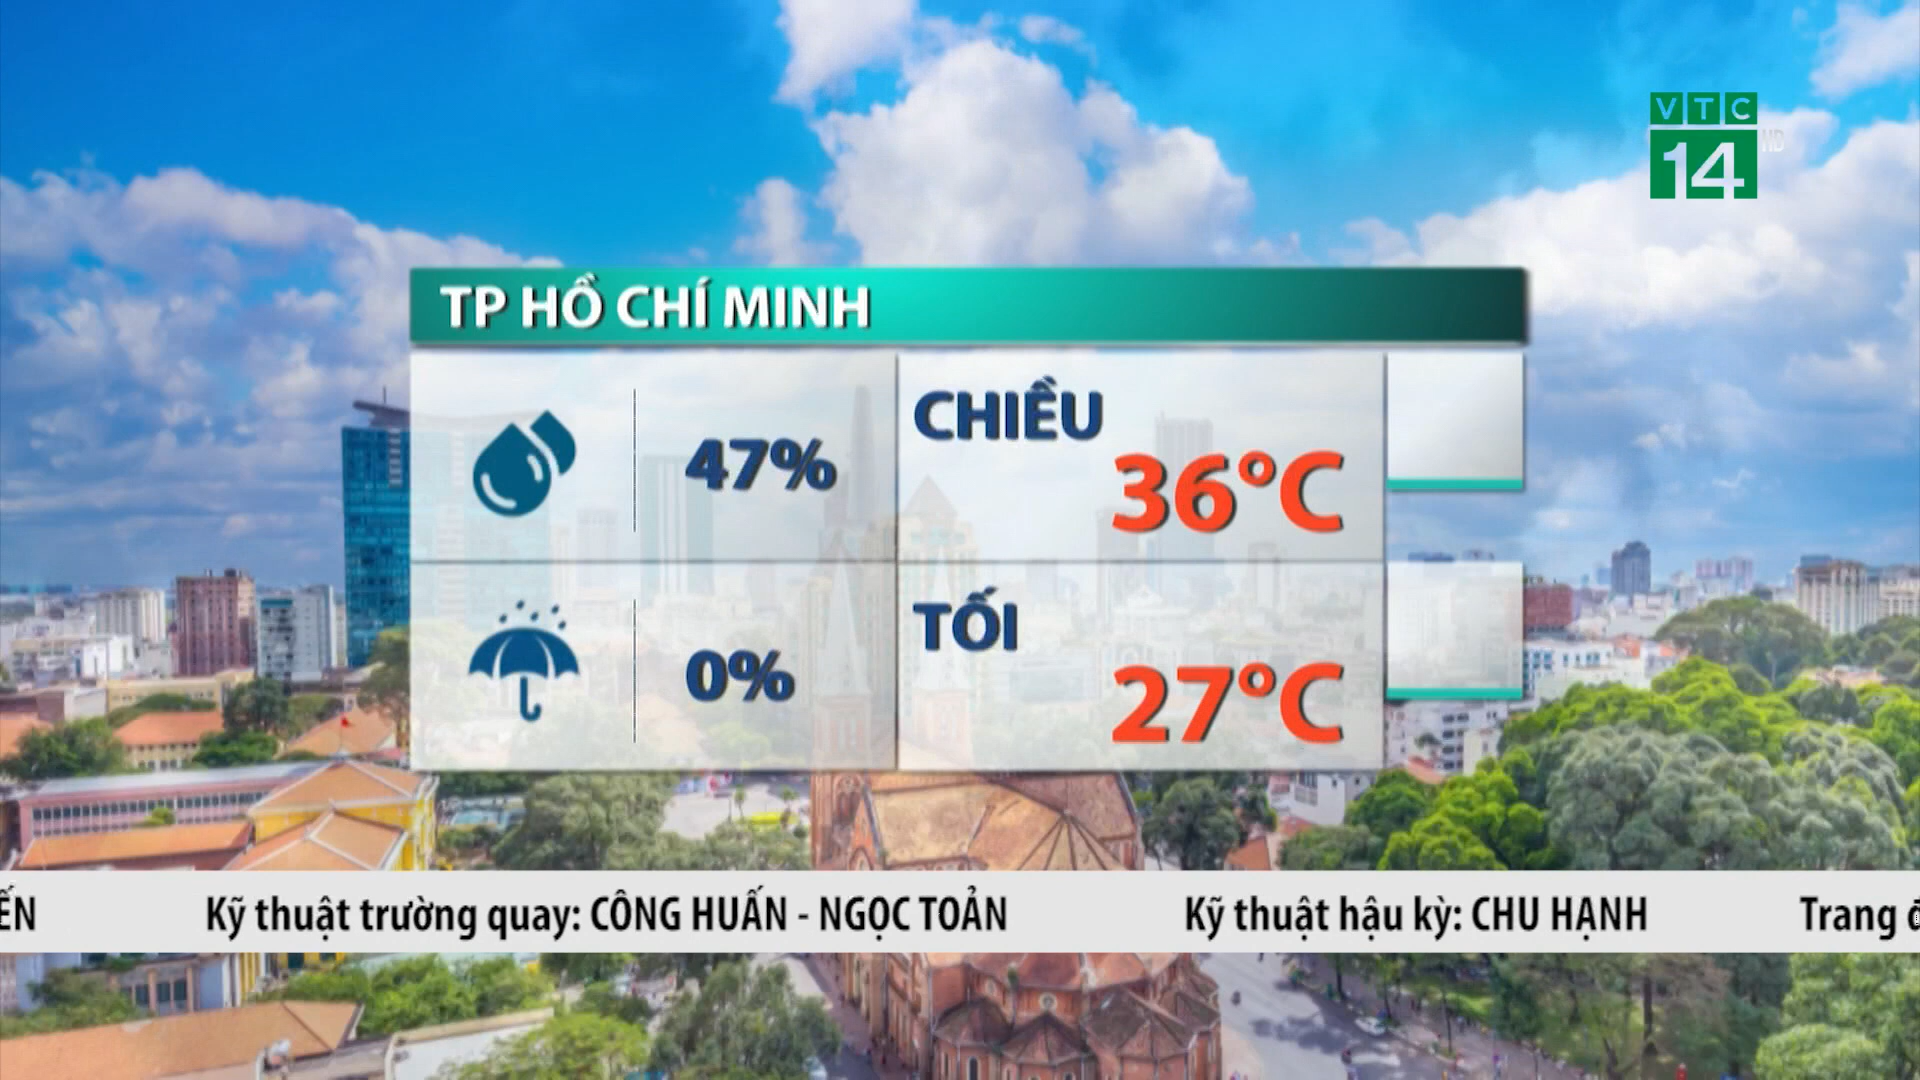 VTC
14 HD
TP HỒ CHÍ MINH
47%
CHIỀU
36°C
0%
TỐI
27°C
Kỹ thuật trường quay: CÔNG HUẤN - NGỌC TOẢN
Kỹ thuật hậu kỳ: CHU HẠNH
Trang